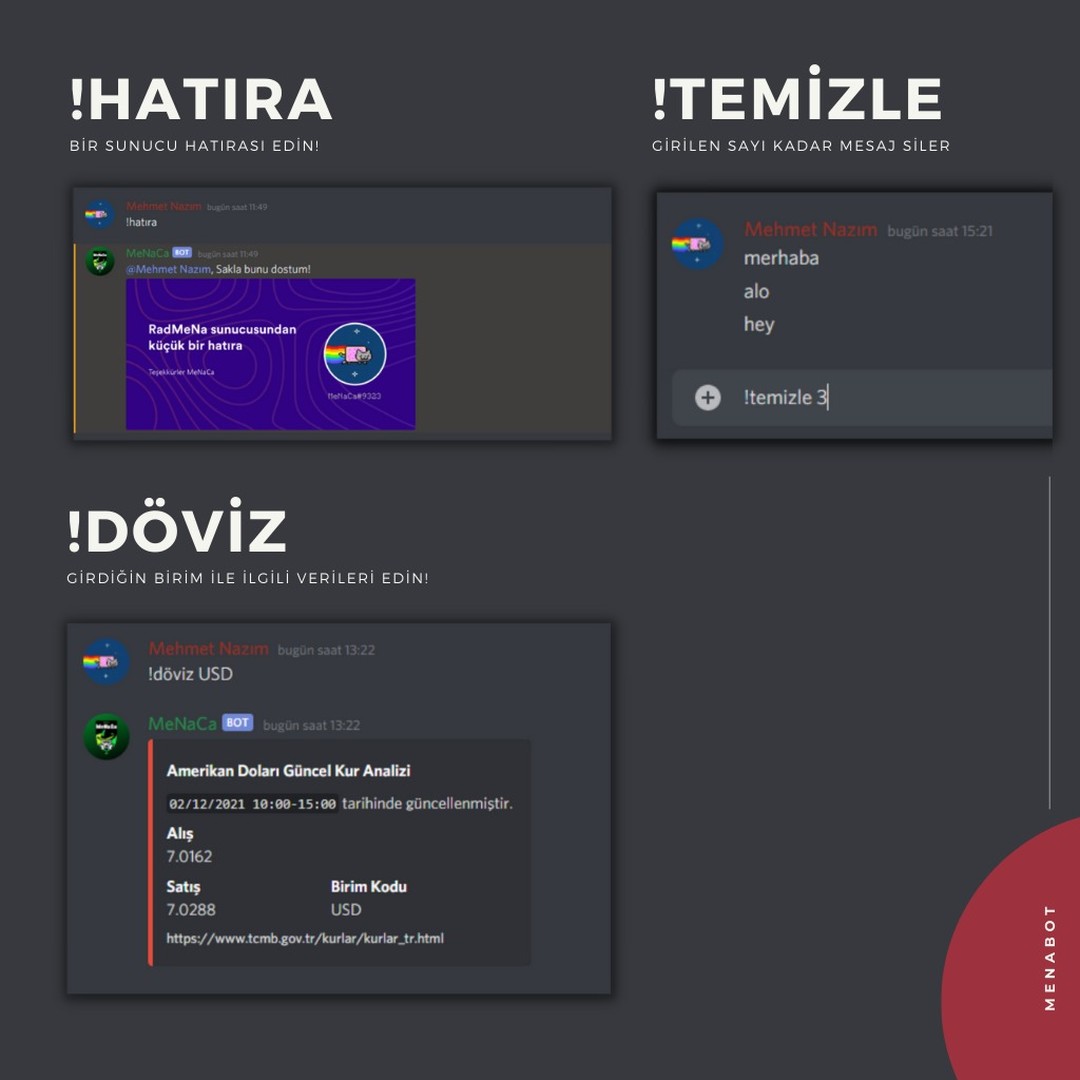 !HATIRA
BİR SUNUCU HATIRASI EDİN!
Mehmet Nazım bugün saat 11:49
!hatıra
MeNaCa BOT bugün saat 11:49
@Mehmet Nazım, Sakla bunu dostum!
RadMeNa sunucusundan
küçük bir hatıra
Teşekkürler MeNaCa
MeNaCa#9323
!TEMİZLE
GİRİLEN SAYI KADAR MESAJ SİLER
Mehmet Nazım bugün saat 15:21
merhaba
alo
hey
!temizle 3
!DÖVİZ
GİRDİĞİN BİRİM İLE İLGİLİ VERİLERİ EDİN!
Mehmet Nazım bugün saat 13:22
!döviz USD
MeNaCa BOT bugün saat 13:22
Amerikan Doları Güncel Kur Analizi
02/12/2021 10:00-15:00 tarihinde güncellenmiştir.
Alış
7.0162
Satış Birim Kodu
7.0288 USD
https://www.tcmb.gov.tr/kurlar/kurlar_tr.html
MENABOT